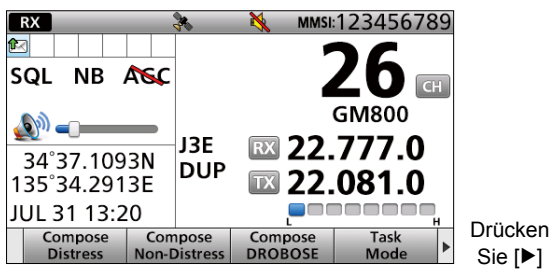 RX MMSI:123456789
SQL NB AGC
26 CH
GM800
J3E RX 22.777.0
DUP TX 22.081.0
34°37.1093N
135°34.2913E
JUL 31 13:20
L H
Compose Distress
Compose Non-Distress
Compose DROBOSE
Task Mode
Drücken
Sie [▶]